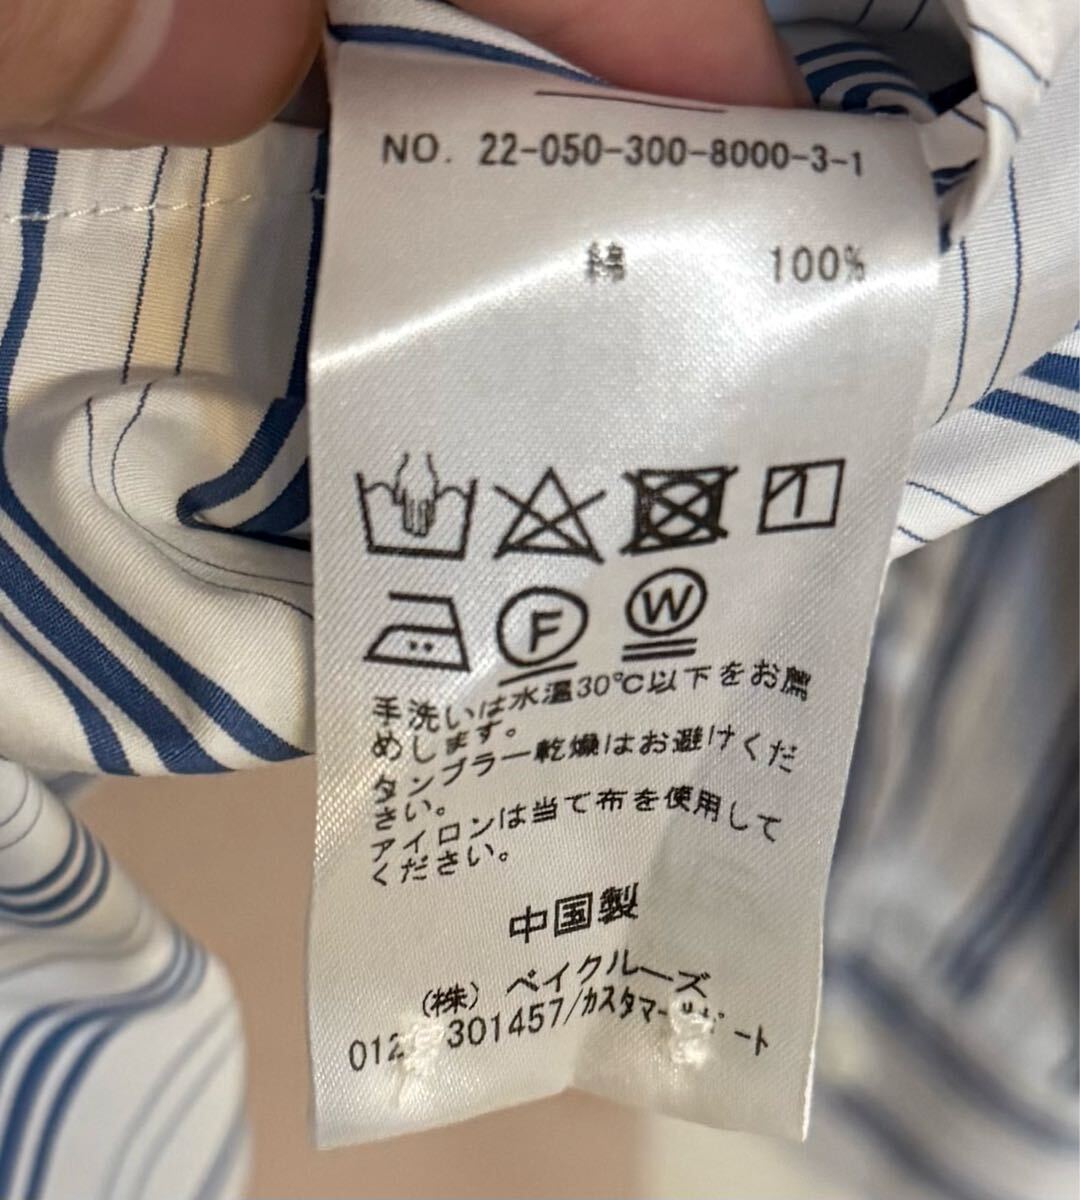 NO. 22-050-300-8000-3-1
綿 100%
F
W
手洗いは水温30℃以下をお薦
めします。
タンブラー乾燥はお避けくだ
さい。
アイロンは当て布を使用して
ください。
中国製
(株) ベイクルーズ
301457/カスタマー